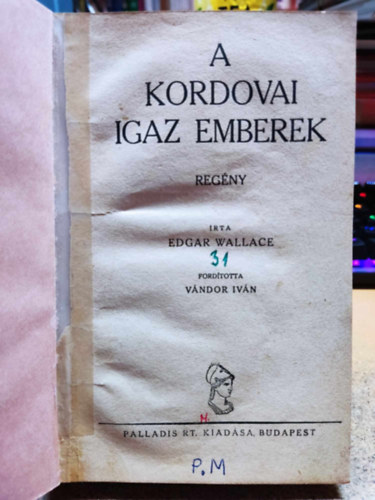 A
KORDOVAI
IGAZ EMBEREK
REGÉNY
IRTA
EDGAR WALLACE
31
FORDÍTOTTA
VÁNDOR IVÁN
H.
PALLADIS RT. KIADÁSA, BUDAPEST
P.M